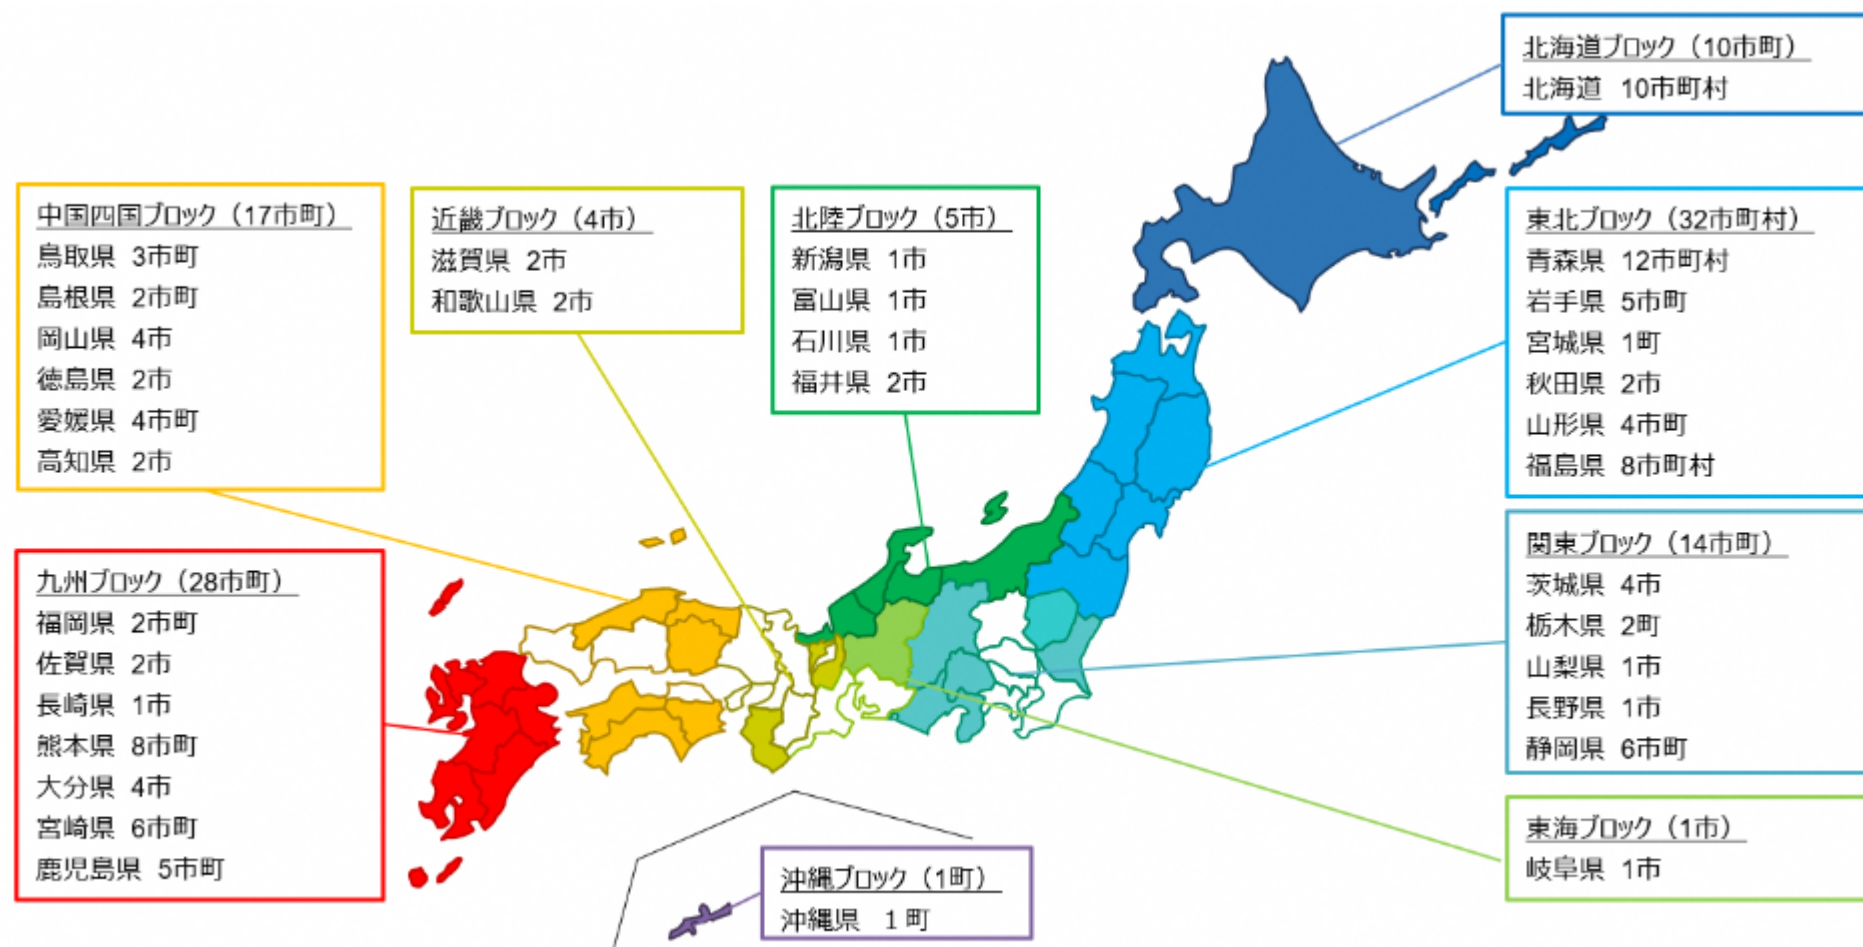 北海道ブロック（10市町）
北海道 10市町村
中国四国ブロック（17市町）
鳥取県 3市町
島根県 2市町
岡山県 4市
徳島県 2市
愛媛県 4市町
高知県 2市
近畿ブロック（4市）
滋賀県 2市
和歌山県 2市
北陸ブロック（5市）
新潟県 1市
富山県 1市
石川県 1市
福井県 2市
東北ブロック（32市町村）
青森県 12市町村
岩手県 5市町
宮城県 1町
秋田県 2市
山形県 4市町
福島県 8市町村
九州ブロック（28市町）
福岡県 2市町
佐賀県 2市
長崎県 1市
熊本県 8市町
大分県 4市
宮崎県 6市町
鹿児島県 5市町
関東ブロック（14市町）
茨城県 4市
栃木県 2町
山梨県 1市
長野県 1市
静岡県 6市町
東海ブロック（1市）
岐阜県 1市
沖縄ブロック（1町）
沖縄県 １町